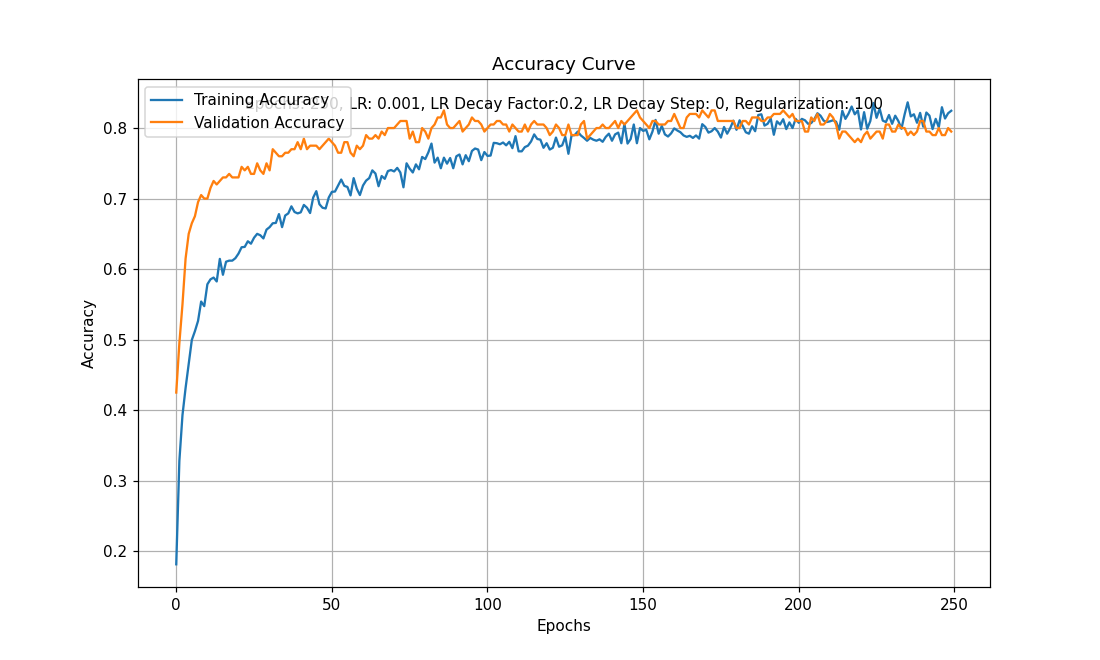 Accuracy Curve
Epochs: 250, LR: 0.001, LR Decay Factor:0.2, LR Decay Step: 0, Regularization: 100
Training Accuracy
Validation Accuracy
0.8
0.7
0.6
0.5
0.4
0.3
0.2
Accuracy
0 50 100 150 200 250
Epochs